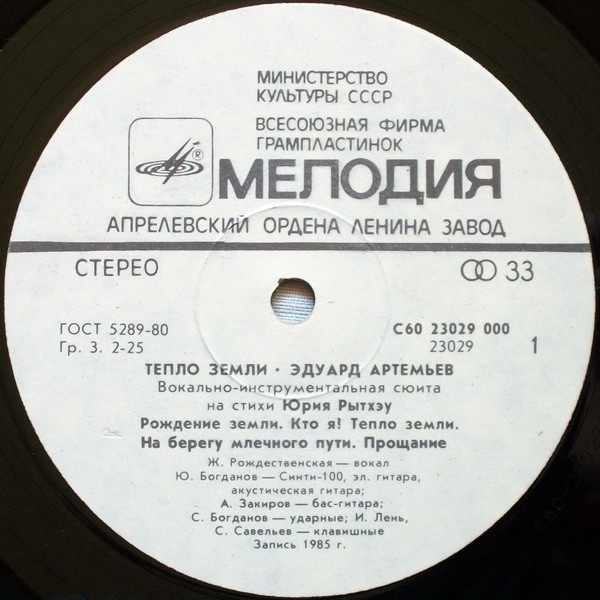 МИНИСТЕРСТВО
КУЛЬТУРЫ СССР
ВСЕСОЮЗНАЯ ФИРМА
ГРАМПЛАСТИНОК
®
МЕЛОДИЯ
АПРЕЛЕВСКИЙ ОРДЕНА ЛЕНИНА ЗАВОД
СТЕРЕО
33
ГОСТ 5289-80
С60 23029 000
Гр. 3. 2-25
23029
1
ТЕПЛО ЗЕМЛИ · ЭДУАРД АРТЕМЬЕВ
Вокально-инструментальная сюита
на стихи Юрия Рытхэу
Рождение земли. Кто я! Тепло земли.
На берегу млечного пути. Прощание
Ж. Рождественская — вокал
Ю. Богданов — Синти-100, эл. гитара,
акустическая гитара;
А. Закиров — бас-гитара;
С. Богданов — ударные; И. Лень,
С. Савельев — клавишные
Запись 1985 г.